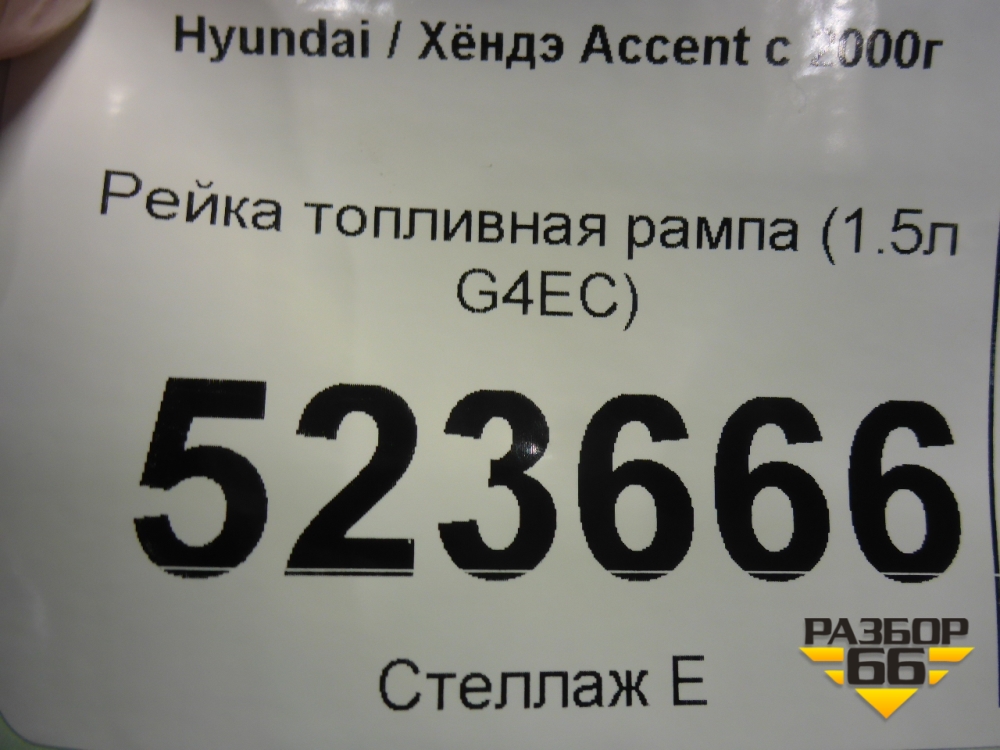 Hyundai / Хёндэ Accent с 2000г
Рейка топливная рампа (1.5л
G4EC)
523666
Стеллаж Е
РАЗБОР
66